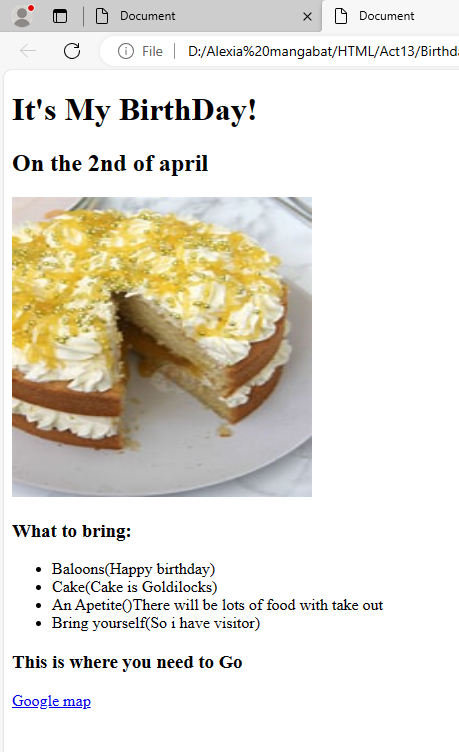 Document
Document
File
D:/Alexia%20mangabat/HTML/Act13/Birthd
It's My BirthDay!
On the 2nd of april
What to bring:
Baloons(Happy birthday)
Cake(Cake is Goldilocks)
An Apetite()There will be lots of food with take out
Bring yourself(So i have visitor)
This is where you need to Go
Google map